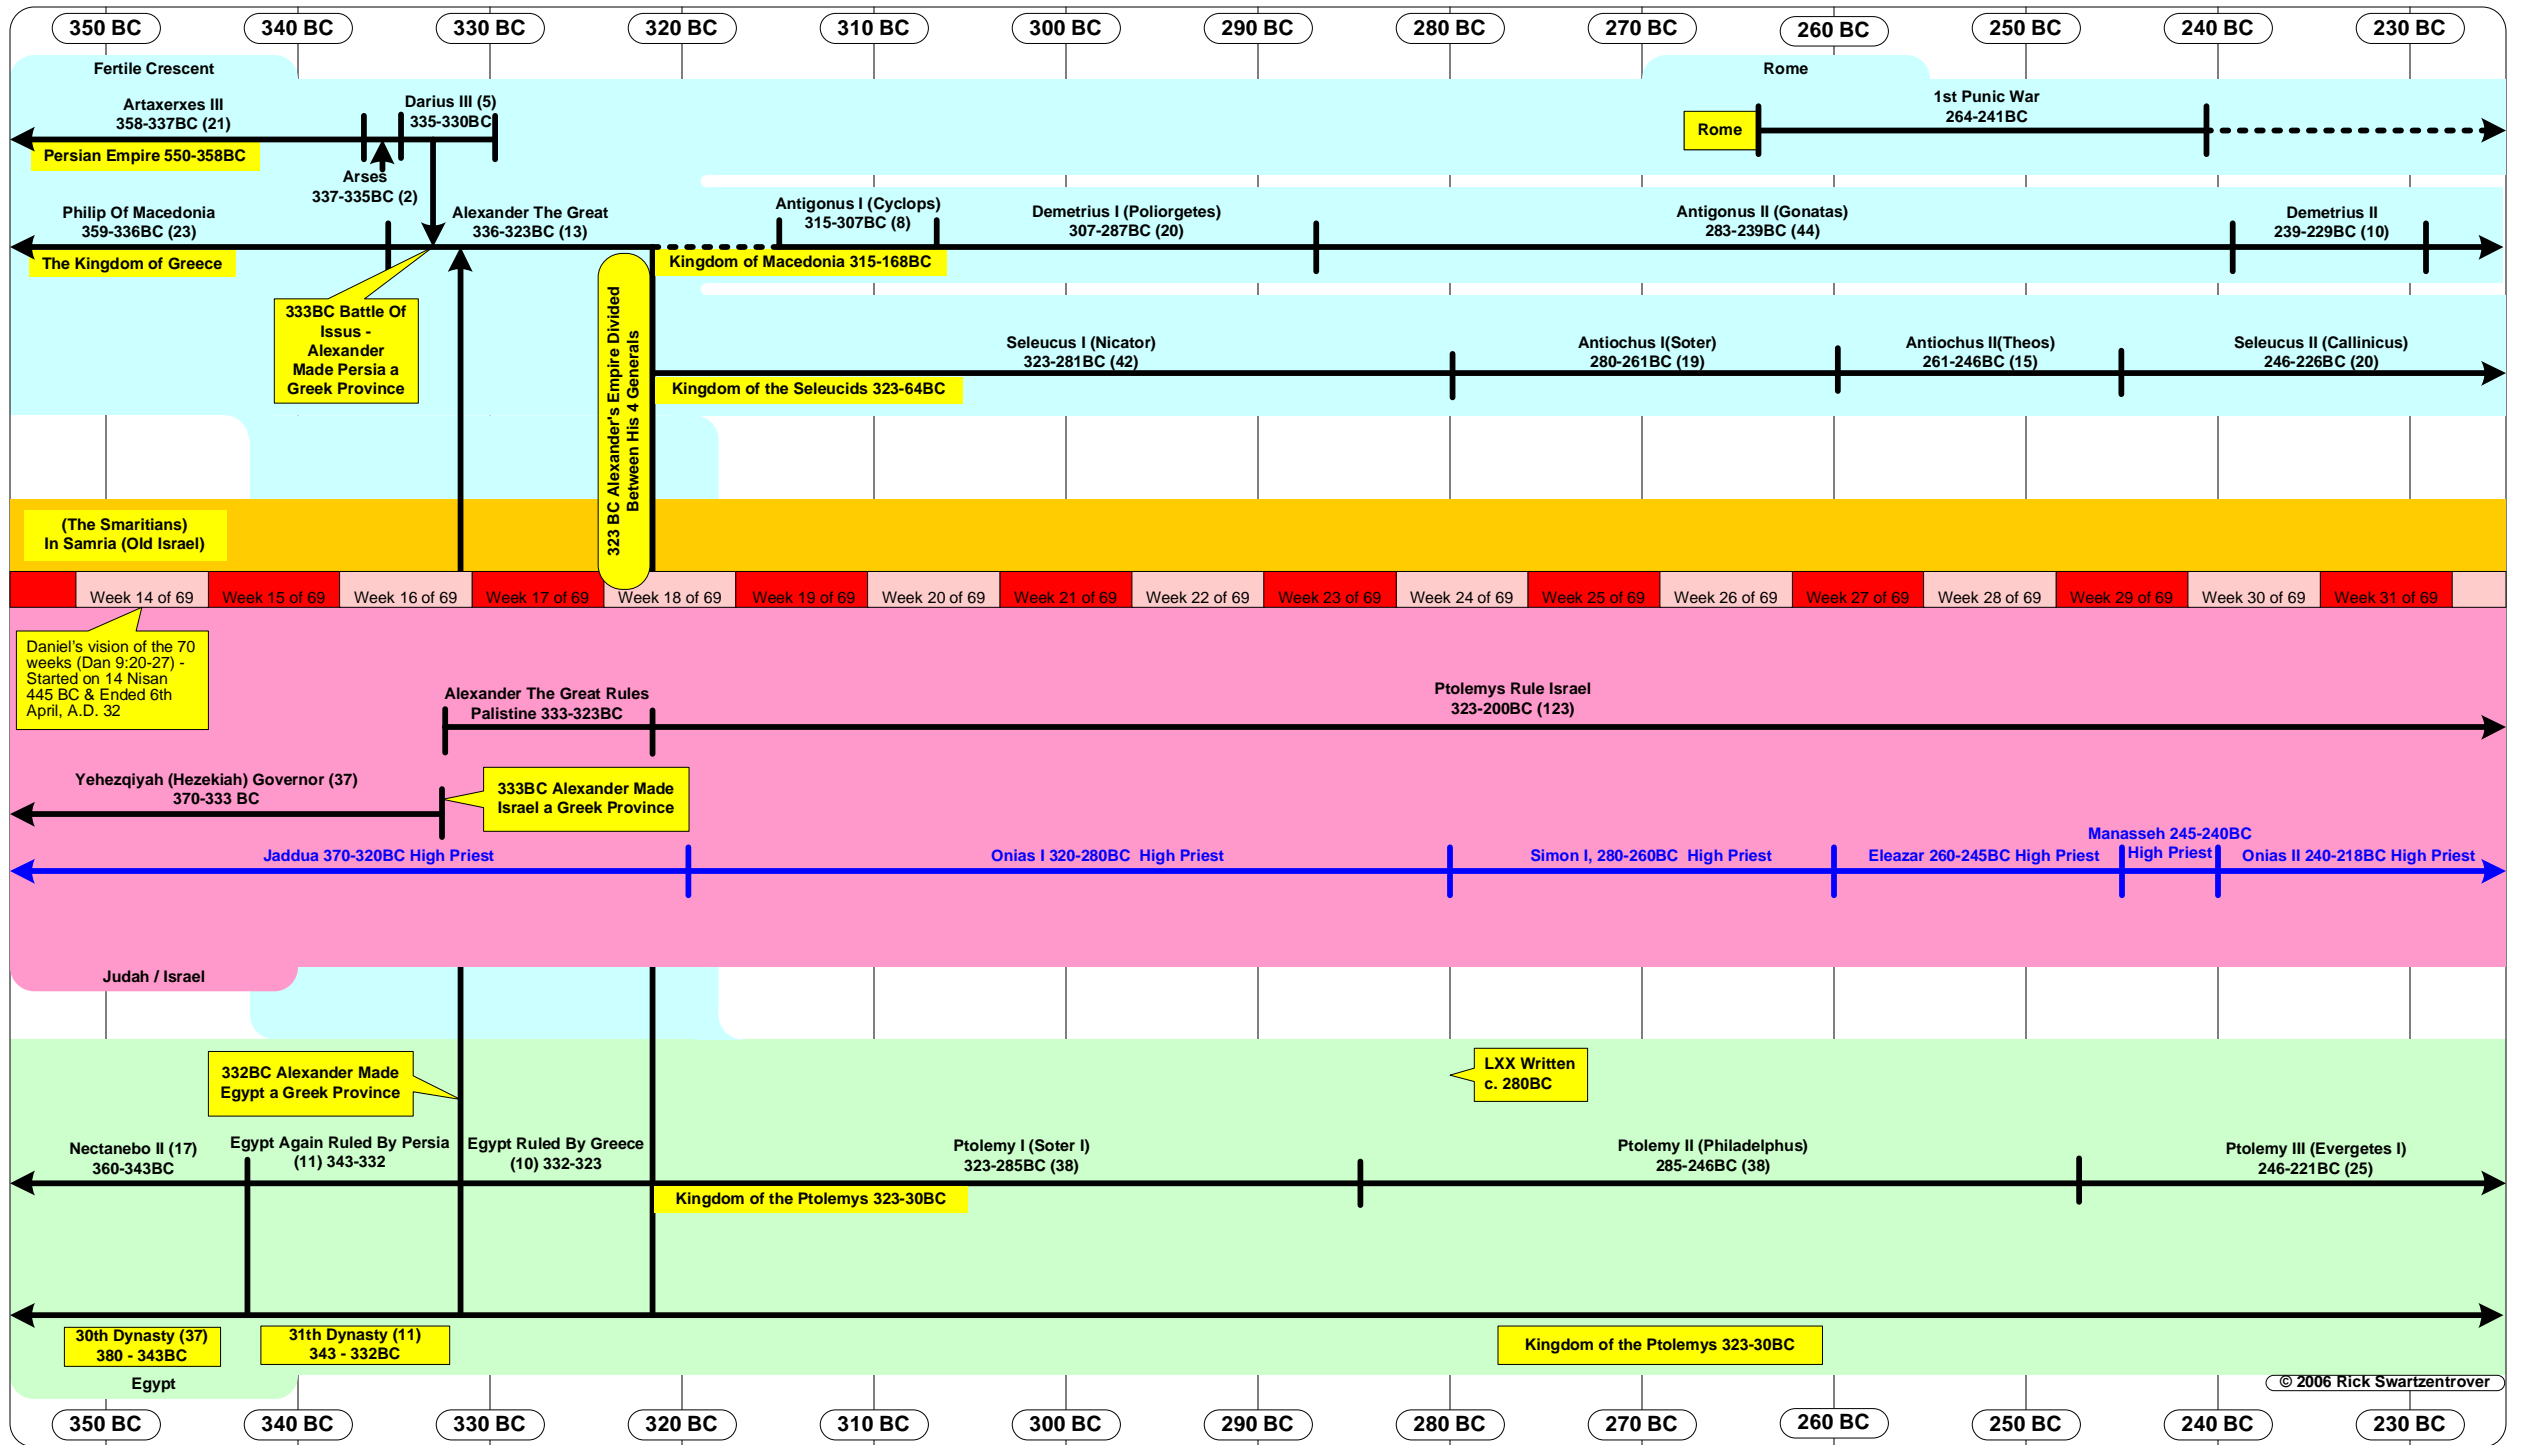 350 BC
340 BC
330 BC
320 BC
310 BC
300 BC
290 BC
280 BC
270 BC
260 BC
250 BC
240 BC
230 BC
Fertile Crescent
Rome
Artaxerxes III
358-337BC (21)
Darius III (5)
335-330BC
1st Punic War
264-241BC
Rome
Persian Empire 550-358BC
Arses
337-335BC (2)
Philip Of Macedonia
359-336BC (23)
Alexander The Great
336-323BC (13)
Antigonus I (Cyclops)
315-307BC (8)
Demetrius I (Poliorgetes)
307-287BC (20)
Antigonus II (Gonatas)
283-239BC (44)
Demetrius II
239-229BC (10)
The Kingdom of Greece
Kingdom of Macedonia 315-168BC
333BC Battle Of
Issus -
Alexander
Made Persia a
Greek Province
323 BC Alexander's Empire Divided
Between His 4 Generals
Seleucus I (Nicator)
323-281BC (42)
Antiochus I(Soter)
280-261BC (19)
Antiochus II(Theos)
261-246BC (15)
Seleucus II (Callinicus)
246-226BC (20)
Kingdom of the Seleucids 323-64BC
(The Smaritians)
In Samria (Old Israel)
Week 14 of 69
Week 15 of 69
Week 16 of 69
Week 17 of 69
Week 18 of 69
Week 19 of 69
Week 20 of 69
Week 21 of 69
Week 22 of 69
Week 23 of 69
Week 24 of 69
Week 25 of 69
Week 26 of 69
Week 27 of 69
Week 28 of 69
Week 29 of 69
Week 30 of 69
Week 31 of 69
Daniel's vision of the 70
weeks (Dan 9:20-27) -
Started on 14 Nisan
445 BC & Ended 6th
April, A.D. 32
Alexander The Great Rules
Palistine 333-323BC
Ptolemys Rule Israel
323-200BC (123)
Yehezqiyah (Hezekiah) Governor (37)
370-333 BC
333BC Alexander Made
Israel a Greek Province
Jaddua 370-320BC High Priest
Onias I 320-280BC High Priest
Simon I, 280-260BC High Priest
Eleazar 260-245BC High Priest
Manasseh 245-240BC
High Priest
Onias II 240-218BC High Priest
Judah / Israel
332BC Alexander Made
Egypt a Greek Province
LXX Written
c. 280BC
Nectanebo II (17)
360-343BC
Egypt Again Ruled By Persia
(11) 343-332
Egypt Ruled By Greece
(10) 332-323
Ptolemy I (Soter I)
323-285BC (38)
Ptolemy II (Philadelphus)
285-246BC (38)
Ptolemy III (Evergetes I)
246-221BC (25)
Kingdom of the Ptolemys 323-30BC
30th Dynasty (37)
380 - 343BC
31th Dynasty (11)
343 - 332BC
Kingdom of the Ptolemys 323-30BC
Egypt
© 2006 Rick Swartzentrover
350 BC
340 BC
330 BC
320 BC
310 BC
300 BC
290 BC
280 BC
270 BC
260 BC
250 BC
240 BC
230 BC